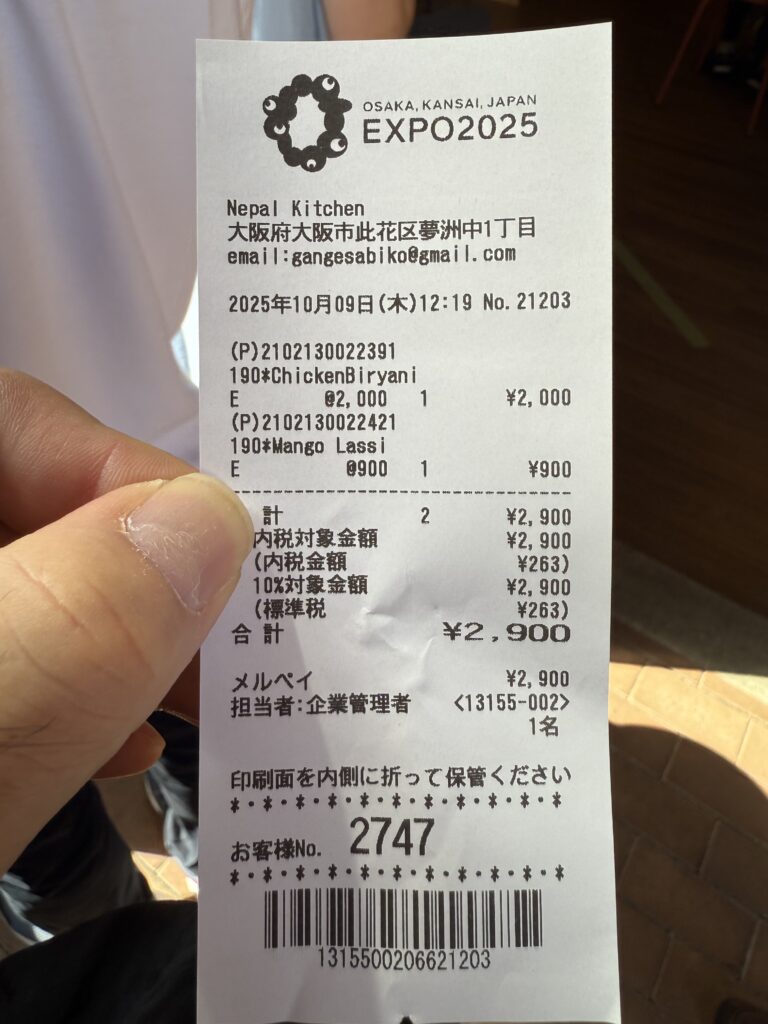 OSAKA, KANSAI, JAPAN
EXPO2025
Nepal Kitchen
大阪府大阪市此花区夢洲中1丁目
email:gangesabiko@gmail.com
2025年10月09日(木)12:19 No.21203
(P)2102130022391
190*ChickenBiryani
E @2,000 1 ¥2,000
(P)2102130022421
190*Mango Lassi
E @900 1 ¥900
計 2 ¥2,900
内税対象金額 ¥2,900
(内税金額 ¥263)
10%対象金額 ¥2,900
(標準税 ¥263)
合計 ¥2,900
メルペイ ¥2,900
担当者:企業管理者 <13155-002>
1名
印刷面を内側に折って保管ください
*・*・*・*・*・*・*・*・*・*・*
お客様No. 2747
*・*・*・*・*・*・*・*・*・*・*
1315500206621203